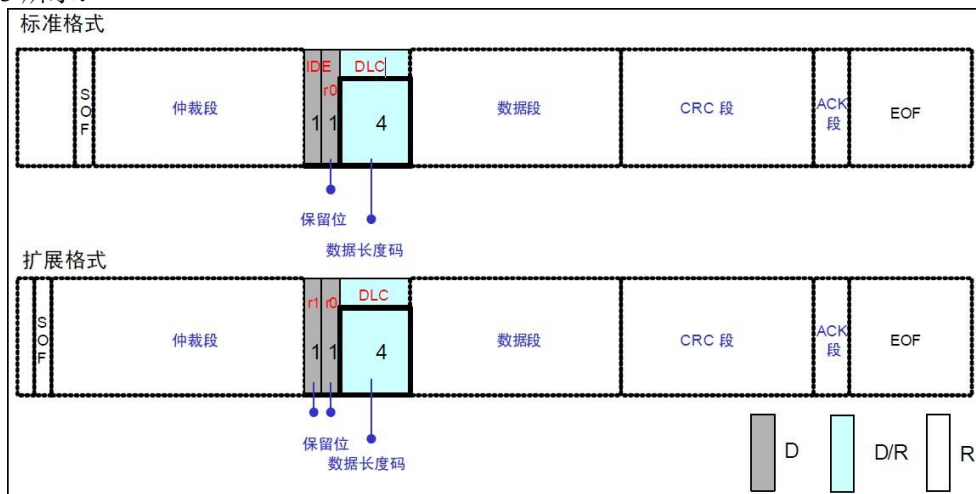 标准格式
SOF
仲裁段
IDE
r0
DLC
1
1
4
数据段
CRC 段
ACK
段
EOF
保留位
数据长度码
扩展格式
SOF
仲裁段
r1
r0
DLC
1
1
4
数据段
CRC 段
ACK
段
EOF
保留位
数据长度码
D
D/R
R